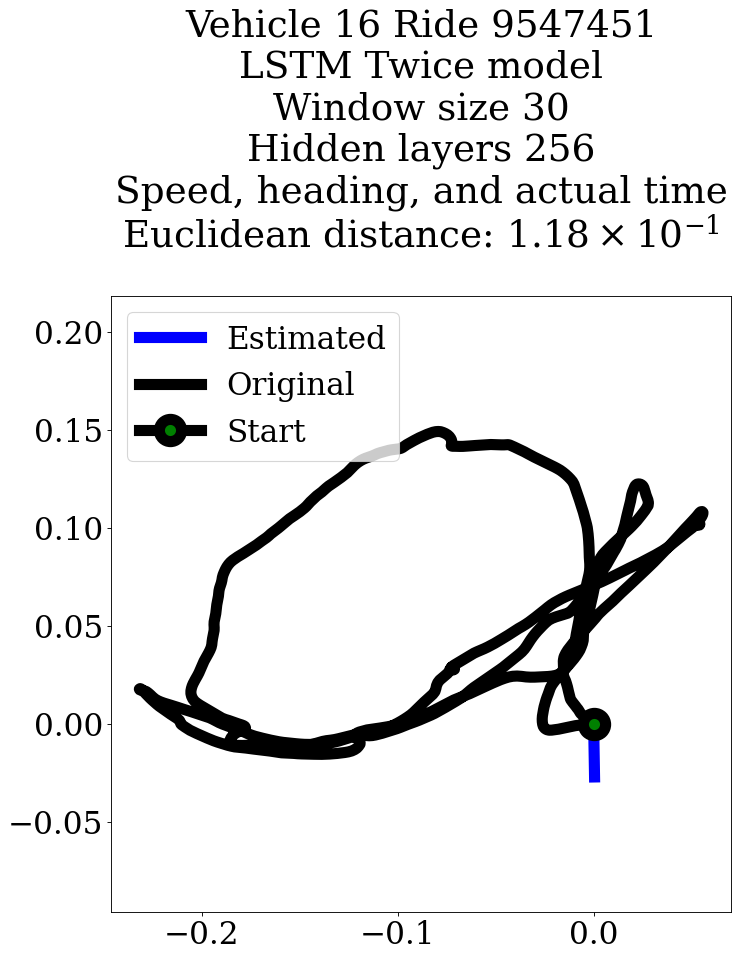 Vehicle 16 Ride 9547451
LSTM Twice model
Window size 30
Hidden layers 256
Speed, heading, and actual time
Euclidean distance: 1.18 × 10⁻¹
Estimated
Original
Start
0.20
0.15
0.10
0.05
0.00
−0.05
−0.2 −0.1 0.0